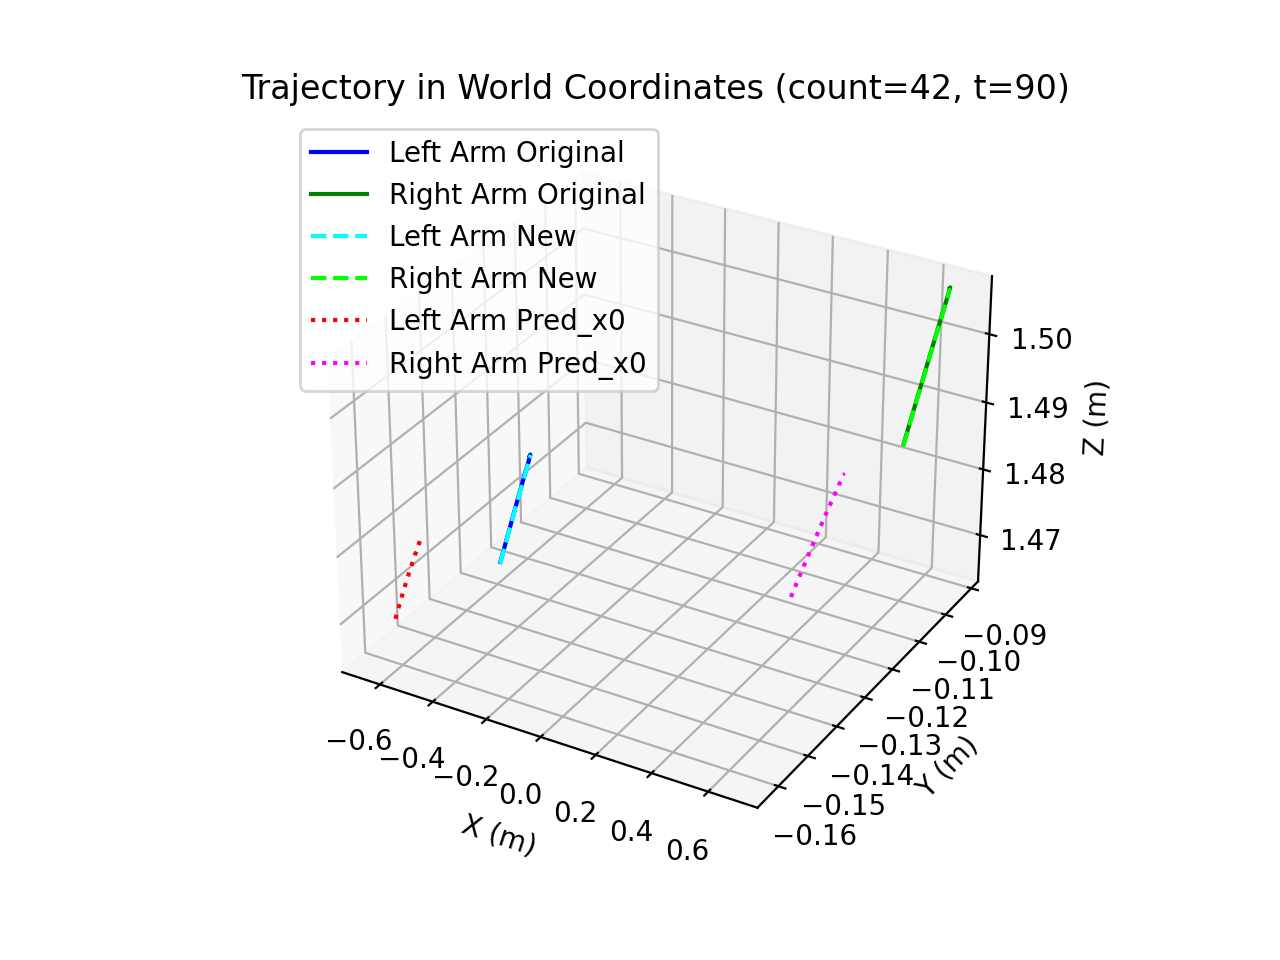 Trajectory in World Coordinates (count=42, t=90)
Left Arm Original
Right Arm Original
Left Arm New
Right Arm New
Left Arm Pred_x0
Right Arm Pred_x0
1.50
1.49
1.48
1.47
Z (m)
−0.09
−0.10
−0.11
−0.12
−0.13
−0.14
−0.15
−0.16
Y (m)
−0.6
−0.4
−0.2
0.0
0.2
0.4
0.6
X (m)